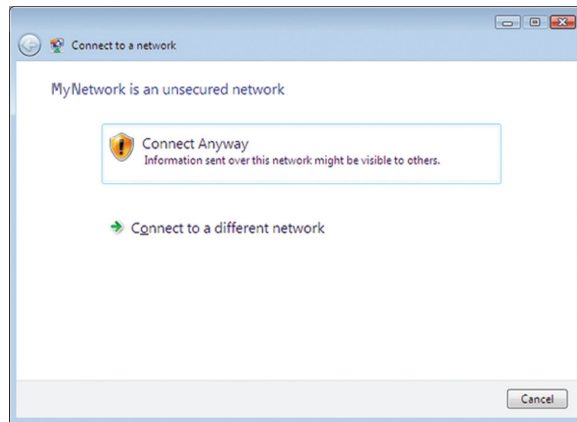 Connect to a network
MyNetwork is an unsecured network
Connect Anyway
Information sent over this network might be visible to others.
Connect to a different network
Cancel